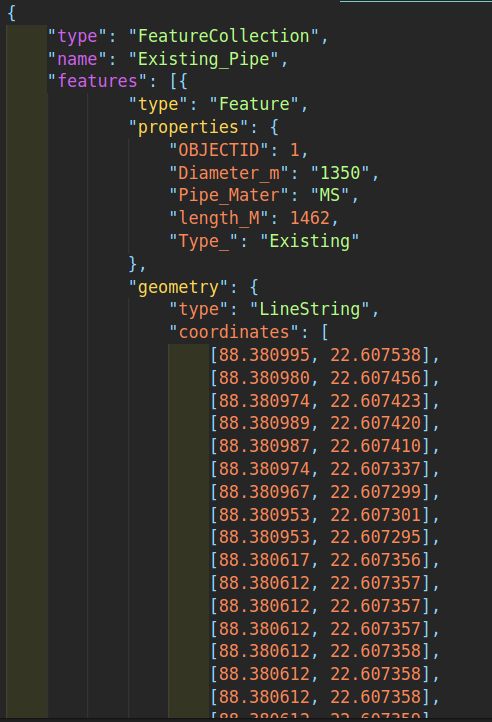 {
"type": "FeatureCollection",
"name": "Existing_Pipe",
"features": [{
"type": "Feature",
"properties": {
"OBJECTID": 1,
"Diameter_m": "1350",
"Pipe_Mater": "MS",
"length_M": 1462,
"Type_": "Existing"
},
"geometry": {
"type": "LineString",
"coordinates": [
[88.380995, 22.607538],
[88.380980, 22.607456],
[88.380974, 22.607423],
[88.380989, 22.607420],
[88.380987, 22.607410],
[88.380974, 22.607337],
[88.380967, 22.607299],
[88.380953, 22.607301],
[88.380953, 22.607295],
[88.380617, 22.607356],
[88.380612, 22.607357],
[88.380612, 22.607357],
[88.380612, 22.607357],
[88.380612, 22.607358],
[88.380612, 22.607358],
[88.380612, 22.607358],